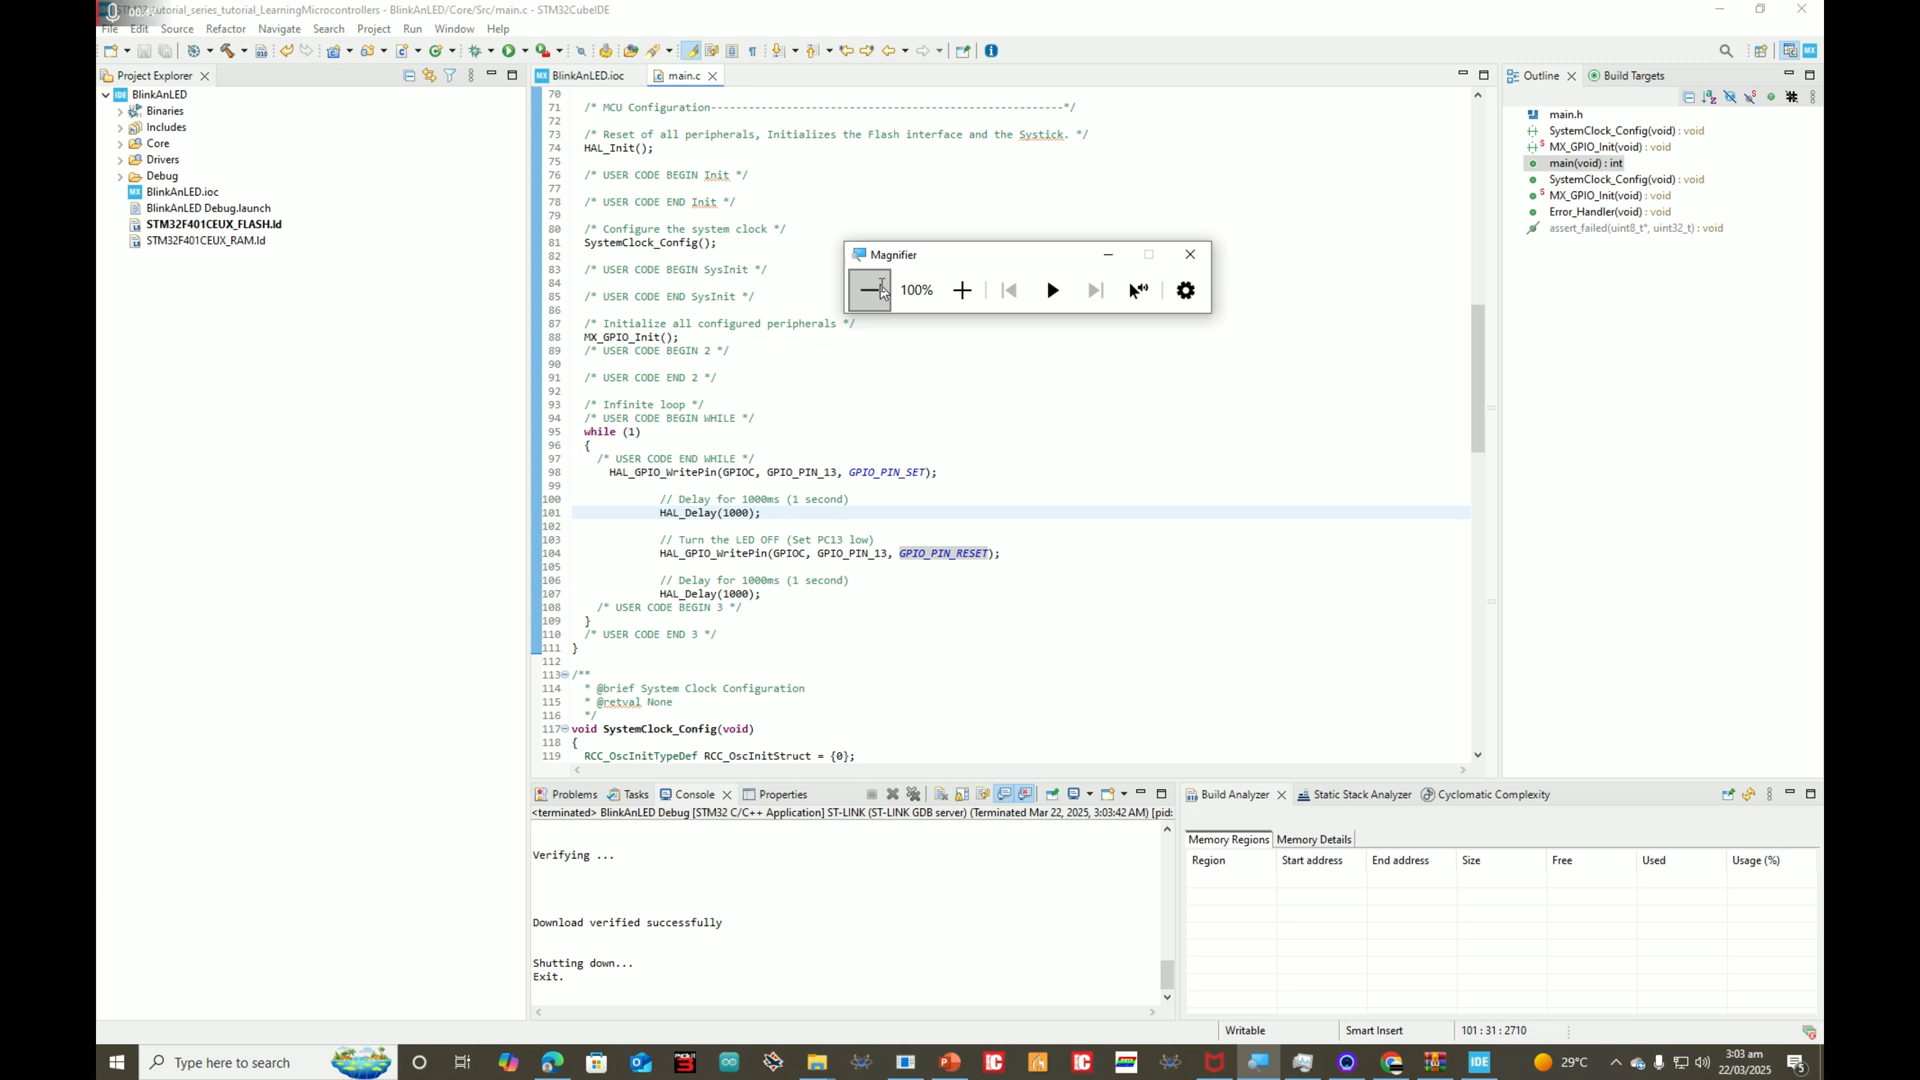 00:47
tutorial_series_tutorial_LearningMicrocontrollers - BlinkAnLED/Core/Src/main.c - STM32CubeIDE
File Edit Source Refactor Navigate Search Project Run Window Help
Project Explorer
BlinkAnLED
Binaries
Includes
Core
Drivers
Debug
BlinkAnLED.ioc
BlinkAnLED Debug.launch
STM32F401CEUX_FLASH.ld
STM32F401CEUX_RAM.ld
BlinkAnLED.ioc main.c
70
71 /* MCU Configuration--------------------------------------------------------*/
72
73 /* Reset of all peripherals, Initializes the Flash interface and the Systick. */
74 HAL_Init();
75
76 /* USER CODE BEGIN Init */
77
78 /* USER CODE END Init */
79
80 /* Configure the system clock */
81 SystemClock_Config();
82
83 /* USER CODE BEGIN SysInit */
84
85 /* USER CODE END SysInit */
86
87 /* Initialize all configured peripherals */
88 MX_GPIO_Init();
89 /* USER CODE BEGIN 2 */
90
91 /* USER CODE END 2 */
92
93 /* Infinite loop */
94 /* USER CODE BEGIN WHILE */
95 while (1)
96 {
97 /* USER CODE END WHILE */
98 HAL_GPIO_WritePin(GPIOC, GPIO_PIN_13, GPIO_PIN_SET);
99
100 // Delay for 1000ms (1 second)
101 HAL_Delay(1000);
102
103 // Turn the LED OFF (Set PC13 low)
104 HAL_GPIO_WritePin(GPIOC, GPIO_PIN_13, GPIO_PIN_RESET);
105
106 // Delay for 1000ms (1 second)
107 HAL_Delay(1000);
108 /* USER CODE BEGIN 3 */
109 }
110 /* USER CODE END 3 */
111 }
112
113 /**
114 * @brief System Clock Configuration
115 * @retval None
116 */
117 void SystemClock_Config(void)
118 {
119 RCC_OscInitTypeDef RCC_OscInitStruct = {0};
Magnifier
100%
Outline Build Targets
main.h
SystemClock_Config(void) : void
MX_GPIO_Init(void) : void
main(void) : int
SystemClock_Config(void) : void
MX_GPIO_Init(void) : void
Error_Handler(void) : void
assert_failed(uint8_t*, uint32_t) : void
Problems Tasks Console Properties
<terminated> BlinkAnLED Debug [STM32 C/C++ Application] ST-LINK (ST-LINK GDB server) (Terminated Mar 22, 2025, 3:03:42 AM) [pid:
Verifying ...
Download verified successfully
Shutting down...
Exit.
Build Analyzer Static Stack Analyzer Cyclomatic Complexity
Memory Regions Memory Details
Region Start address End address Size Free Used Usage (%)
Writable Smart Insert 101 : 31 : 2710
Type here to search
29°C
3:03 am
22/03/2025
5